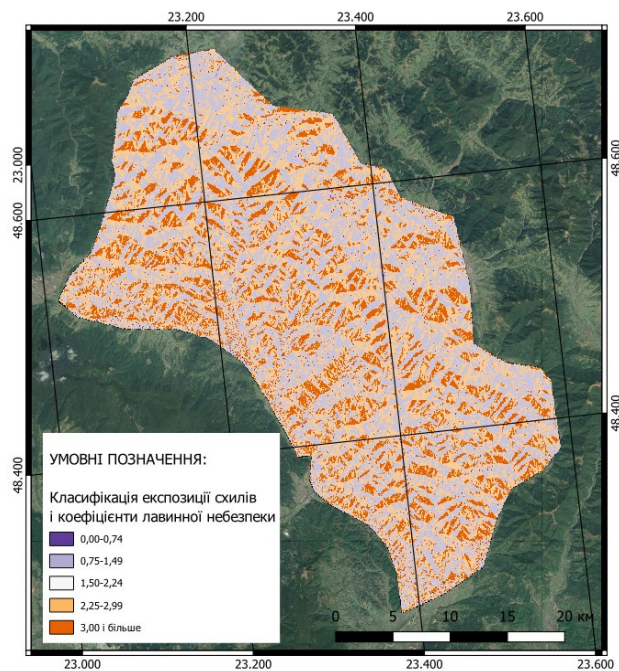 23.200 23.400 23.600
23.000
48.600
48.600
48.400
48.400
УМОВНІ ПОЗНАЧЕННЯ:
Класифікація експозиції схилів
і коефіцієнти лавинної небезпеки
0,00-0,74
0,75-1,49
1,50-2,24
2,25-2,99
3,00 і більше
0 5 10 15 20 км
23.000 23.200 23.400 23.600